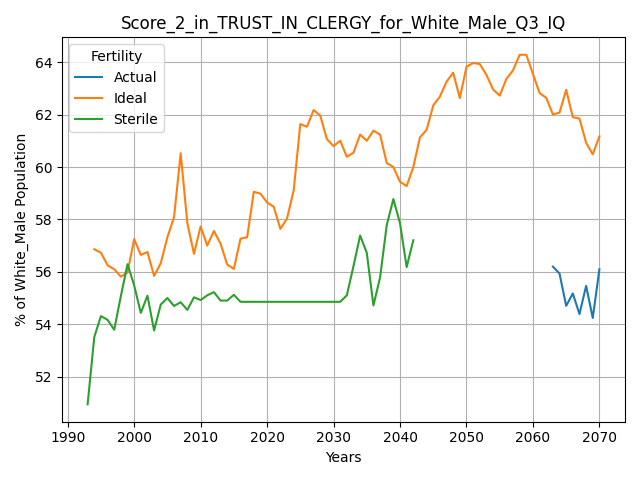 Score_2_in_TRUST_IN_CLERGY_for_White_Male_Q3_IQ
Fertility
Actual
Ideal
Sterile
% of White_Male Population
64
62
60
58
56
54
52
1990 2000 2010 2020 2030 2040 2050 2060 2070
Years